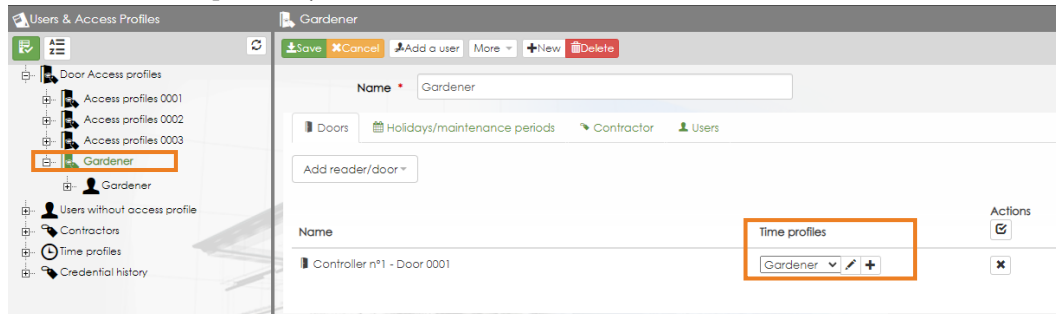 Users & Access Profiles
Gardener
Save Cancel Add a user More New Delete
Door Access profiles
Access profiles 0001
Access profiles 0002
Access profiles 0003
Gardener
Gardener
Users without access profile
Contractors
Time profiles
Credential history
Name *
Gardener
Doors Holidays/maintenance periods Contractor Users
Add reader/door
Name Time profiles Actions
Controller n°1 - Door 0001 Gardener